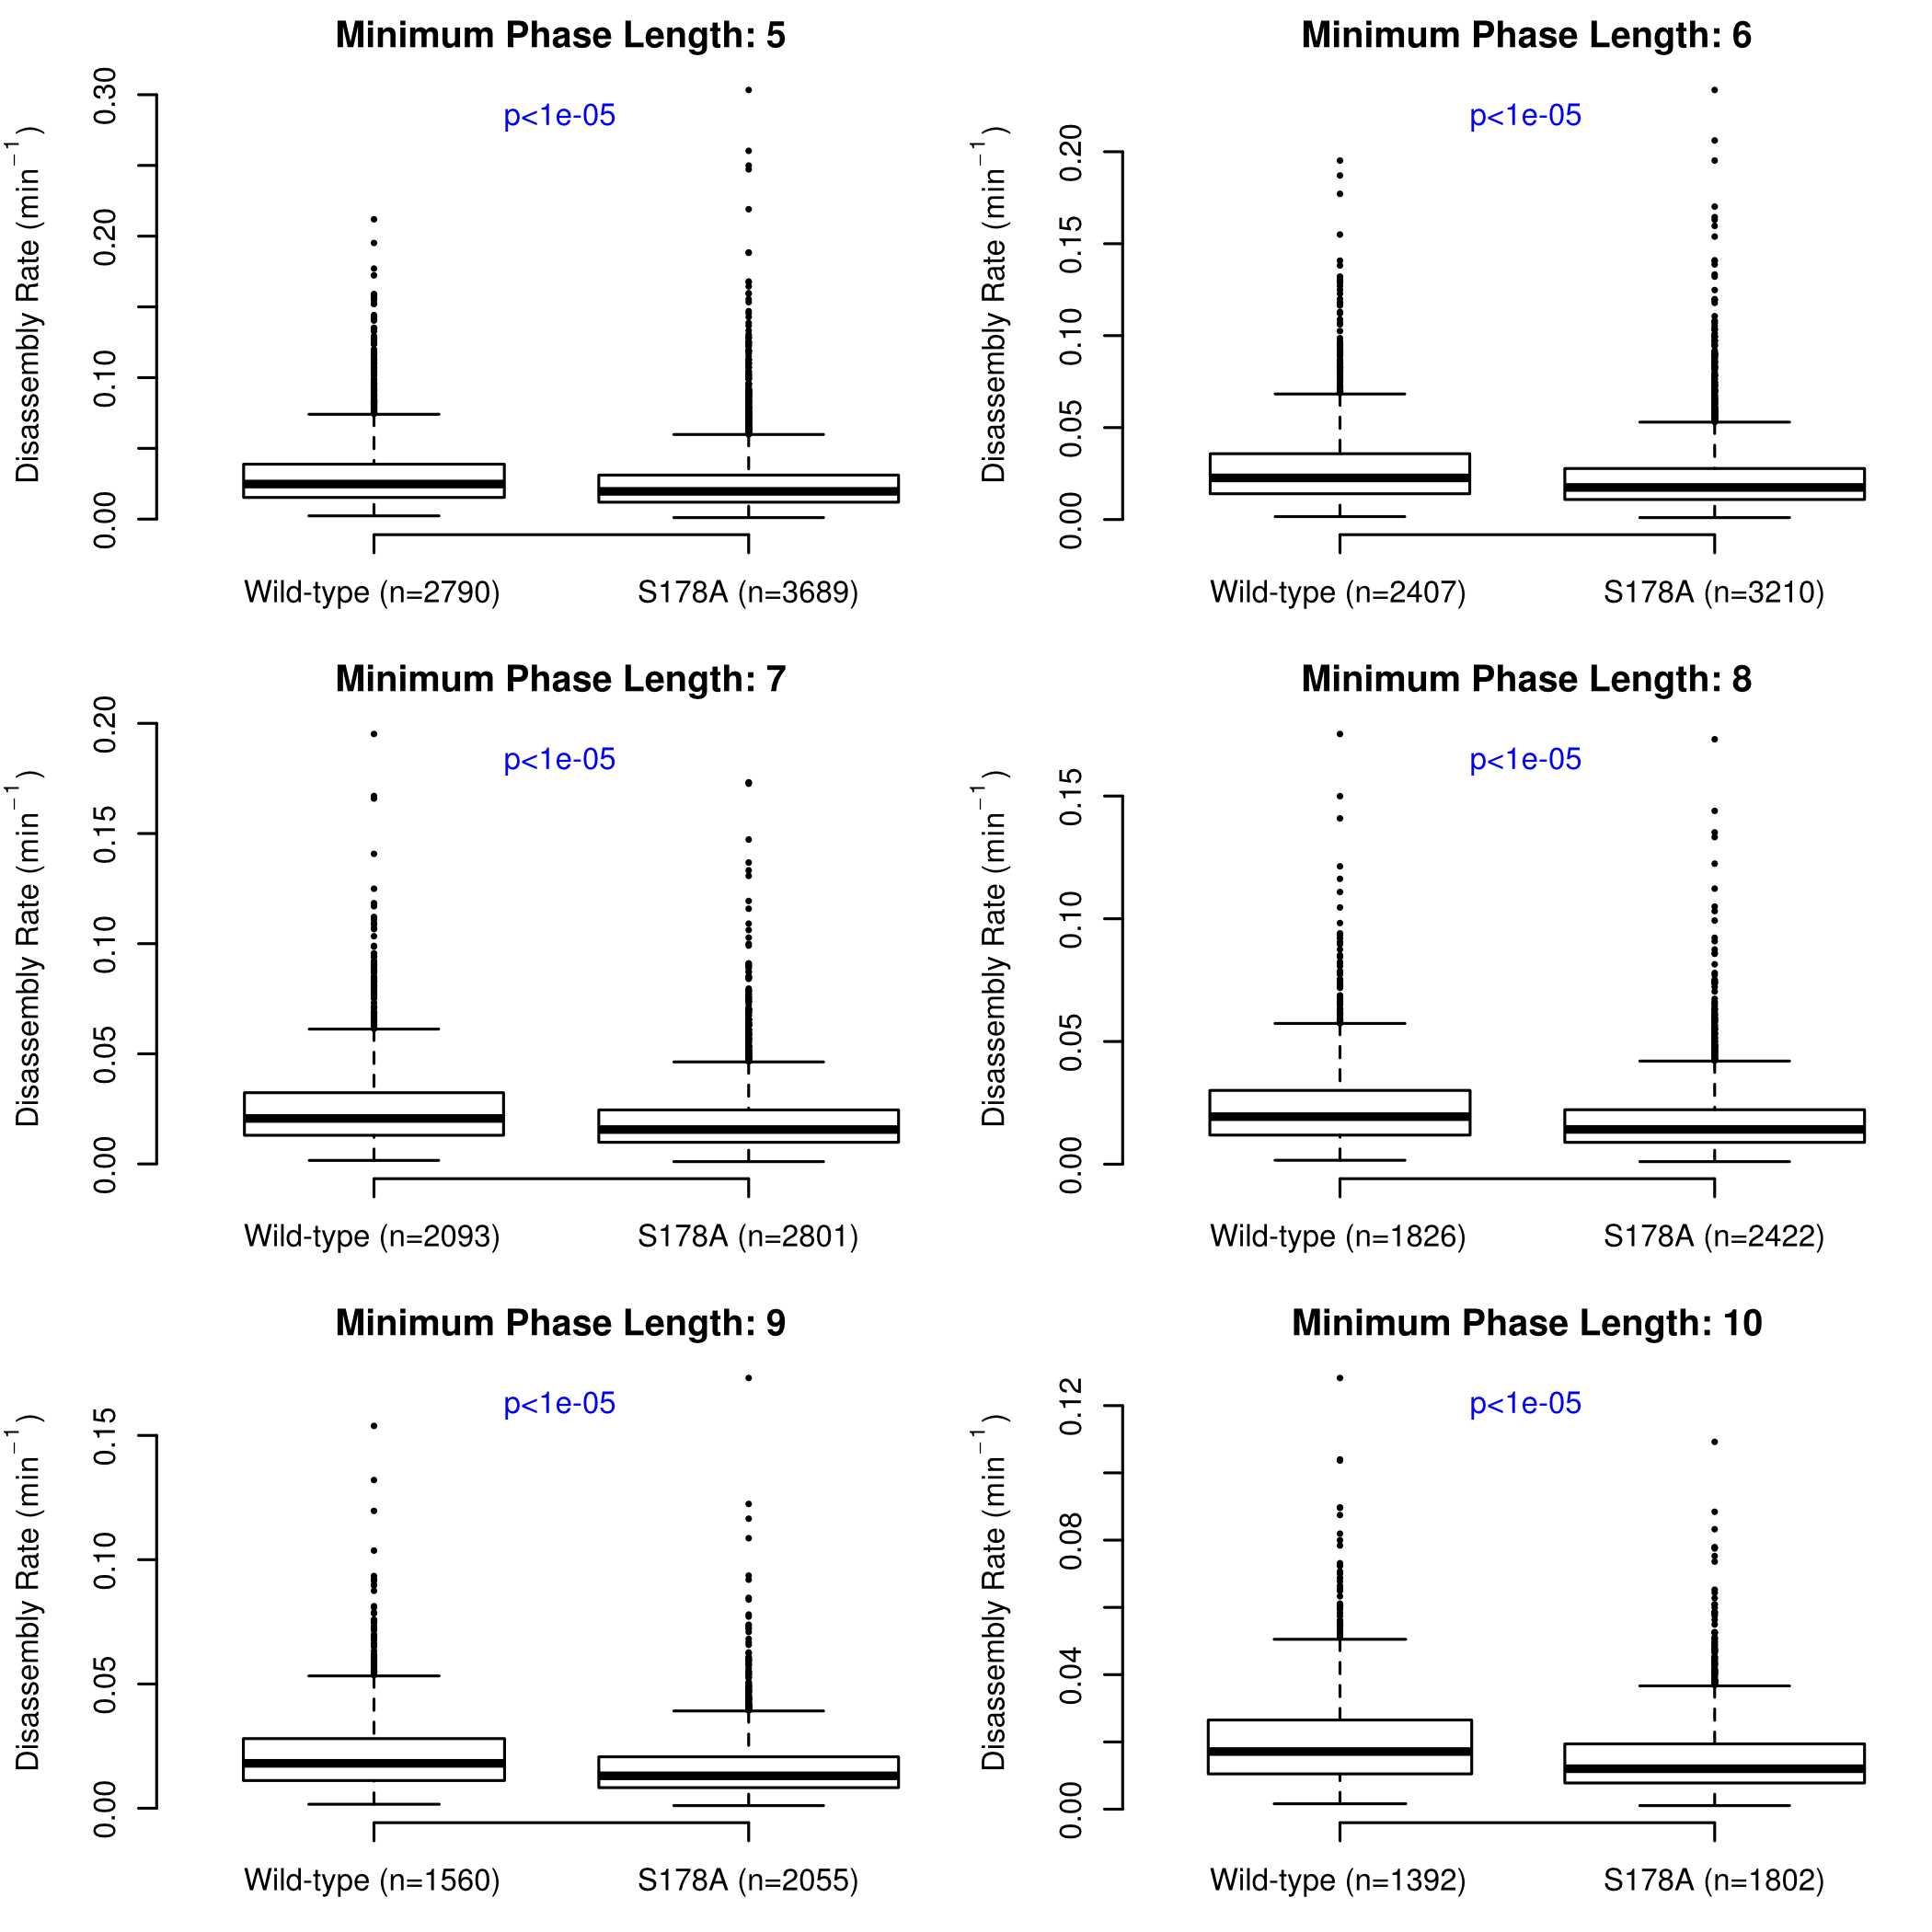 Minimum Phase Length: 5
p<1e-05
Disassembly Rate (min⁻¹)
0.30
0.20
0.10
0.00
Wild-type (n=2790)
S178A (n=3689)
Minimum Phase Length: 6
p<1e-05
Disassembly Rate (min⁻¹)
0.20
0.15
0.10
0.05
0.00
Wild-type (n=2407)
S178A (n=3210)
Minimum Phase Length: 7
p<1e-05
Disassembly Rate (min⁻¹)
0.20
0.15
0.10
0.05
0.00
Wild-type (n=2093)
S178A (n=2801)
Minimum Phase Length: 8
p<1e-05
Disassembly Rate (min⁻¹)
0.15
0.10
0.05
0.00
Wild-type (n=1826)
S178A (n=2422)
Minimum Phase Length: 9
p<1e-05
Disassembly Rate (min⁻¹)
0.15
0.10
0.05
0.00
Wild-type (n=1560)
S178A (n=2055)
Minimum Phase Length: 10
p<1e-05
Disassembly Rate (min⁻¹)
0.12
0.08
0.04
0.00
Wild-type (n=1392)
S178A (n=1802)